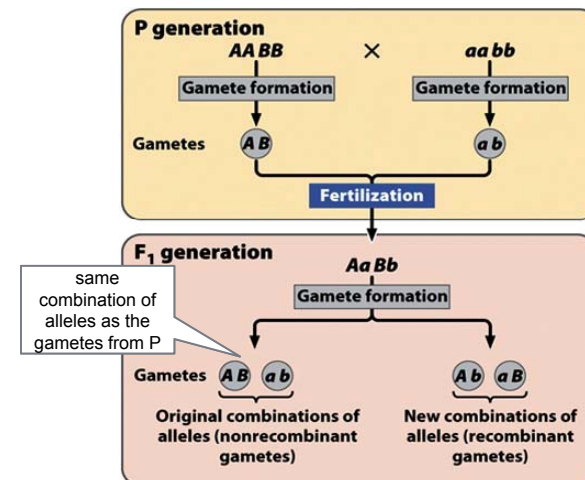 P generation
AA BB × aa bb
Gamete formation Gamete formation
Gametes A B a b
Fertilization
F1 generation
Aa Bb
Gamete formation
same
combination of
alleles as the
gametes from P
Gametes A B a b A b a B
Original combinations of
alleles (nonrecombinant
gametes)
New combinations of
alleles (recombinant
gametes)